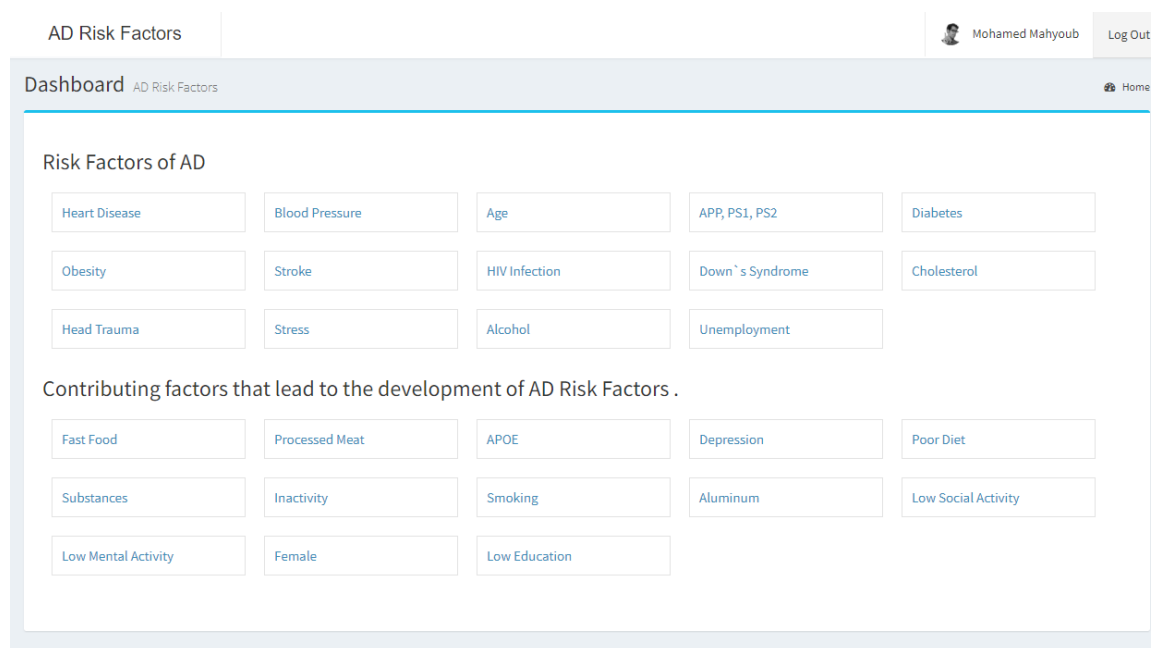 AD Risk Factors
Mohamed Mahyoub
Log Out
Dashboard AD Risk Factors
Home
Risk Factors of AD
Heart Disease
Blood Pressure
Age
APP, PS1, PS2
Diabetes
Obesity
Stroke
HIV Infection
Down`s Syndrome
Cholesterol
Head Trauma
Stress
Alcohol
Unemployment
Contributing factors that lead to the development of AD Risk Factors .
Fast Food
Processed Meat
APOE
Depression
Poor Diet
Substances
Inactivity
Smoking
Aluminum
Low Social Activity
Low Mental Activity
Female
Low Education